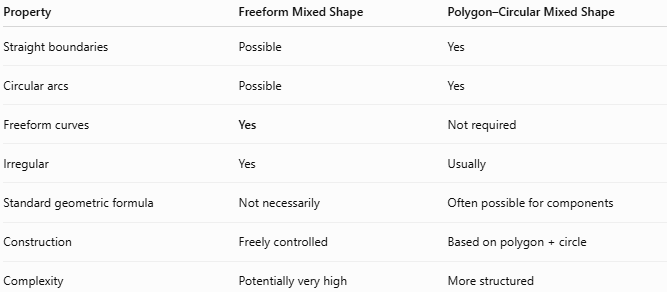 Property Freeform Mixed Shape Polygon–Circular Mixed Shape
Straight boundaries Possible Yes
Circular arcs Possible Yes
Freeform curves Yes Not required
Irregular Yes Usually
Standard geometric formula Not necessarily Often possible for components
Construction Freely controlled Based on polygon + circle
Complexity Potentially very high More structured